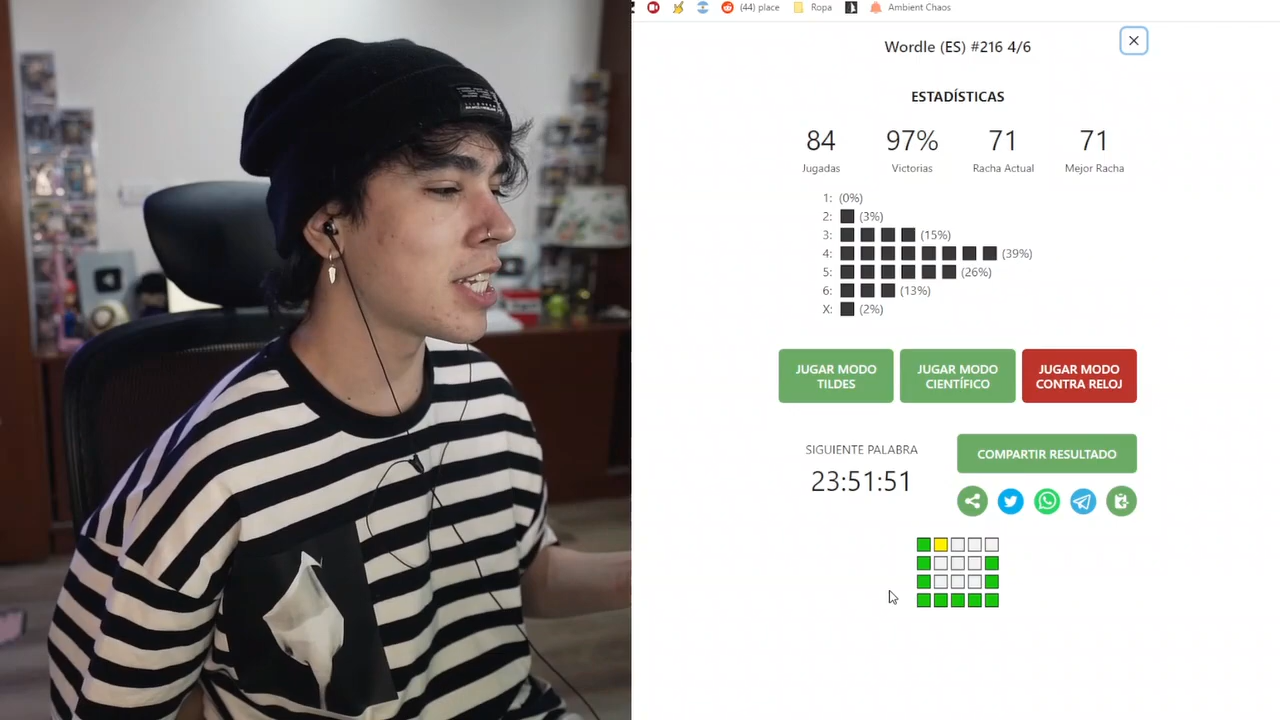 (44) place
Ropa
Ambient Chaos
Wordle (ES) #216 4/6
ESTADÍSTICAS
84
97%
71
71
Jugadas
Victorias
Racha Actual
Mejor Racha
1: (0%)
2: (3%)
3: (15%)
4: (39%)
5: (26%)
6: (13%)
X: (2%)
JUGAR MODO
TILDES
JUGAR MODO
CIENTÍFICO
JUGAR MODO
CONTRA RELOJ
SIGUIENTE PALABRA
23:51:51
COMPARTIR RESULTADO